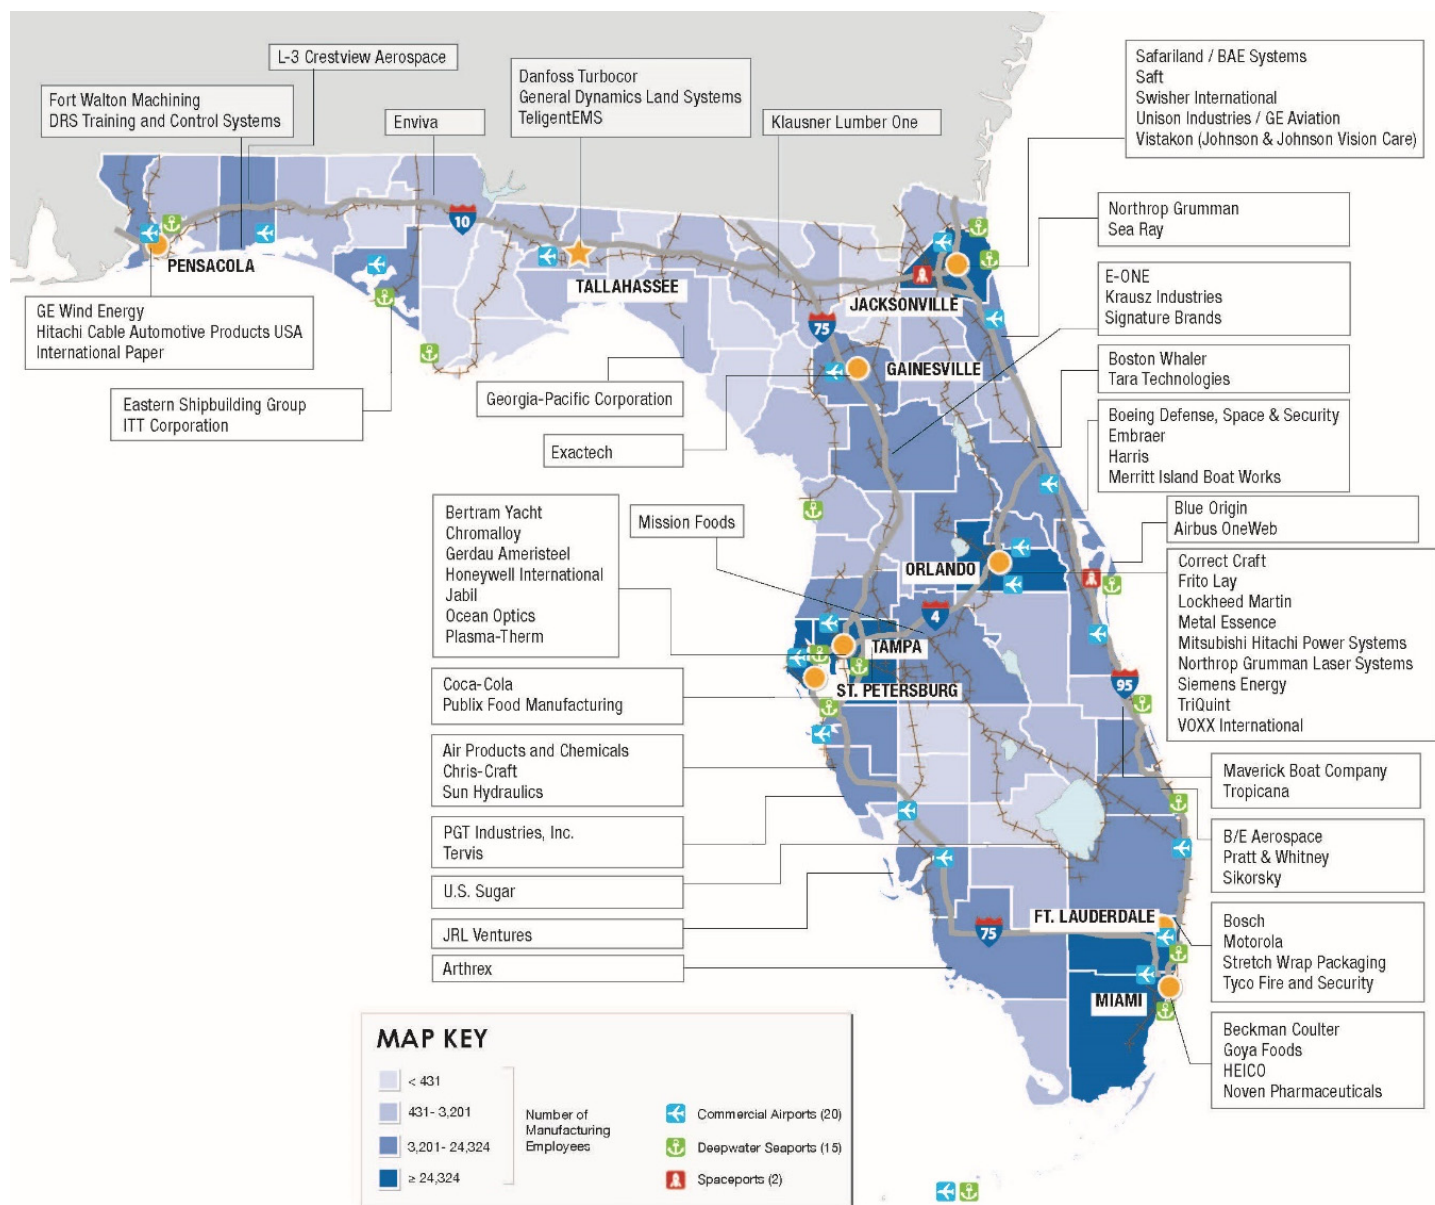 L-3 Crestview Aerospace
Fort Walton Machining
DRS Training and Control Systems
Enviva
Danfoss Turbocor
General Dynamics Land Systems
TeligentEMS
Klausner Lumber One
Safariland / BAE Systems
Saft
Swisher International
Unison Industries / GE Aviation
Vistakon (Johnson & Johnson Vision Care)
Northrop Grumman
Sea Ray
10
PENSACOLA
TALLAHASSEE
JACKSONVILLE
E-ONE
Krausz Industries
Signature Brands
GE Wind Energy
Hitachi Cable Automotive Products USA
International Paper
75
GAINESVILLE
Boston Whaler
Tara Technologies
Eastern Shipbuilding Group
ITT Corporation
Georgia-Pacific Corporation
Exactech
Boeing Defense, Space & Security
Embraer
Harris
Merritt Island Boat Works
Bertram Yacht
Chromalloy
Gerdau Ameristeel
Honeywell International
Jabil
Ocean Optics
Plasma-Therm
Mission Foods
Blue Origin
Airbus OneWeb
ORLANDO
Correct Craft
Frito Lay
Lockheed Martin
Metal Essence
Mitsubishi Hitachi Power Systems
Northrop Grumman Laser Systems
Siemens Energy
TriQuint
VOXX International
4
TAMPA
ST. PETERSBURG
95
Coca-Cola
Publix Food Manufacturing
Air Products and Chemicals
Chris-Craft
Sun Hydraulics
Maverick Boat Company
Tropicana
PGT Industries, Inc.
Tervis
B/E Aerospace
Pratt & Whitney
Sikorsky
U.S. Sugar
JRL Ventures
Arthrex
75
FT. LAUDERDALE
Bosch
Motorola
Stretch Wrap Packaging
Tyco Fire and Security
MIAMI
Beckman Coulter
Goya Foods
HEICO
Noven Pharmaceuticals
MAP KEY
< 431
431- 3,201
3,201- 24,324
≥ 24,324
Number of
Manufacturing
Employees
Commercial Airports (20)
Deepwater Seaports (15)
Spaceports (2)